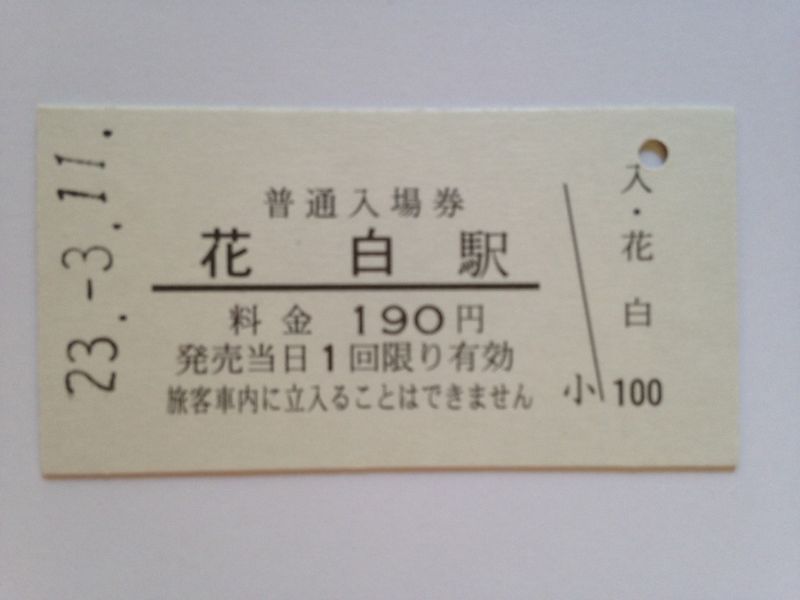 23.-3.11.
普通入場券
花白駅
料金 190円
発売当日1回限り有効
旅客車内に立入ることはできません
入・花白
小 100